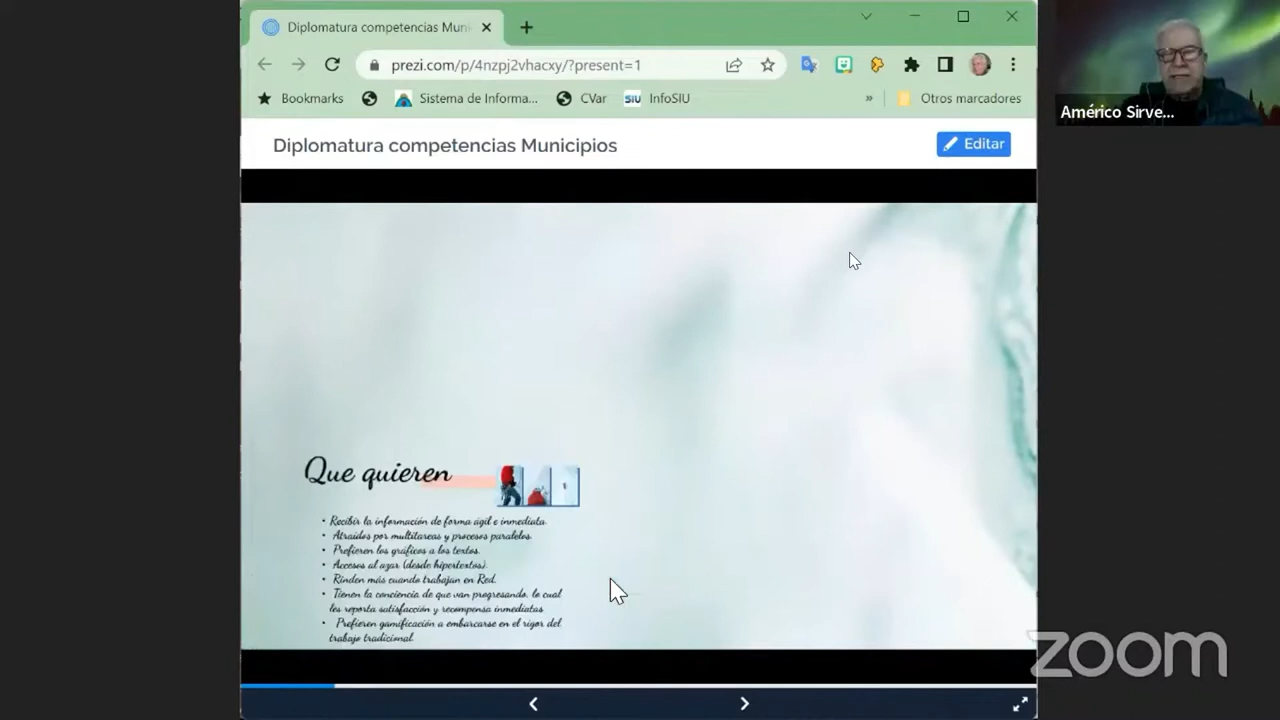 Diplomatura competencias Mun
prezi.com/p/4nzpj2vhacxy/?present=1
Bookmarks
Sistema de Informa...
CVar
SIU
InfoSIU
»
Otros marcadores
Américo Sirve...
Diplomatura competencias Municipios
Editar
Que quieren
• Recibir la información de forma ágil e inmediata.
• Atraídos por multitareas y procesos paralelos.
• Prefieren los gráficos a los textos.
• Accesos al azar (desde hipertextos).
• Rinden más cuando trabajan en Red.
• Tienen la conciencia de que van progresando, lo cual
les reporta satisfacción y recompensa inmediatas
• Prefieren gamificación a embarcarse en el rigor del
trabajo tradicional.
zoom